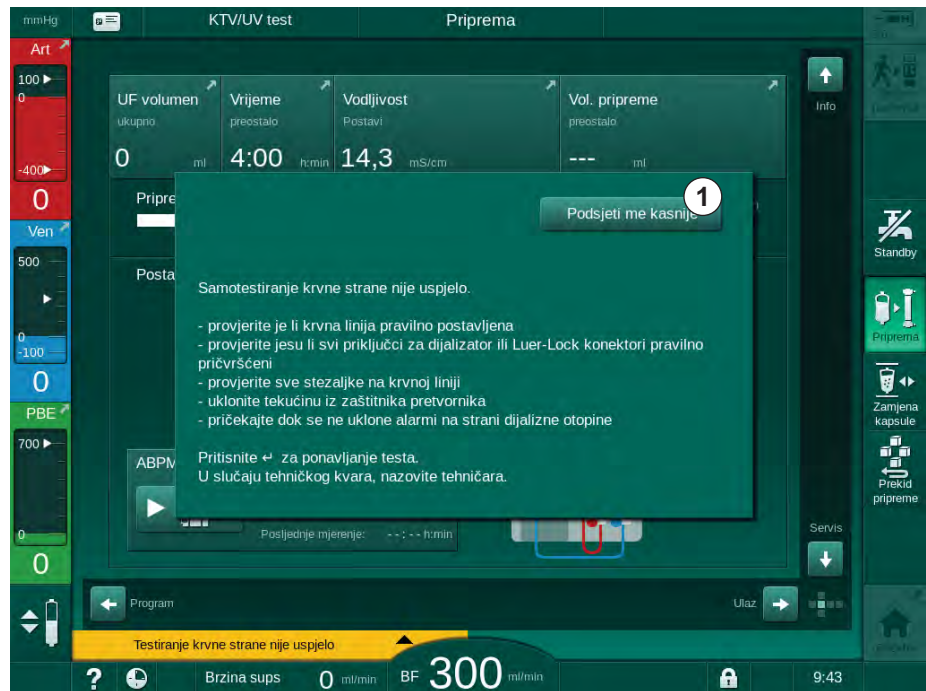 mmHg KTV/UV test Priprema
Art
100
0
-400
0
Ven
500
0
-100
0
PBE
700
0
0
UF volumen Vrijeme Vodljivost Vol. pripreme
ukupno preostalo Postavi preostalo
0 ml 4:00 h:min 14,3 mS/cm --- ml
Pripre
Posta
1
Podsjeti me kasnije
Samotestiranje krvne strane nije uspjelo.
- provjerite je li krvna linija pravilno postavljena
- provjerite jesu li svi priključci za dijalizator ili Luer-Lock konektori pravilno
pričvršćeni
- provjerite sve stezaljke na krvnoj liniji
- uklonite tekućinu iz zaštitnika pretvornika
- pričekajte dok se ne uklone alarmi na strani dijalizne otopine
Pritisnite ↵ za ponavljanje testa.
U slučaju tehničkog kvara, nazovite tehničara.
ABPM
Posljednje mjerenje: --:-- h:min
Info
Servis
Program Ulaz
Standby
Priprema
Zamjena
kapsule
Prekid
pripreme
Testiranje krvne strane nije uspjelo
? Brzina sups 0 ml/min BF 300 ml/min 9:43